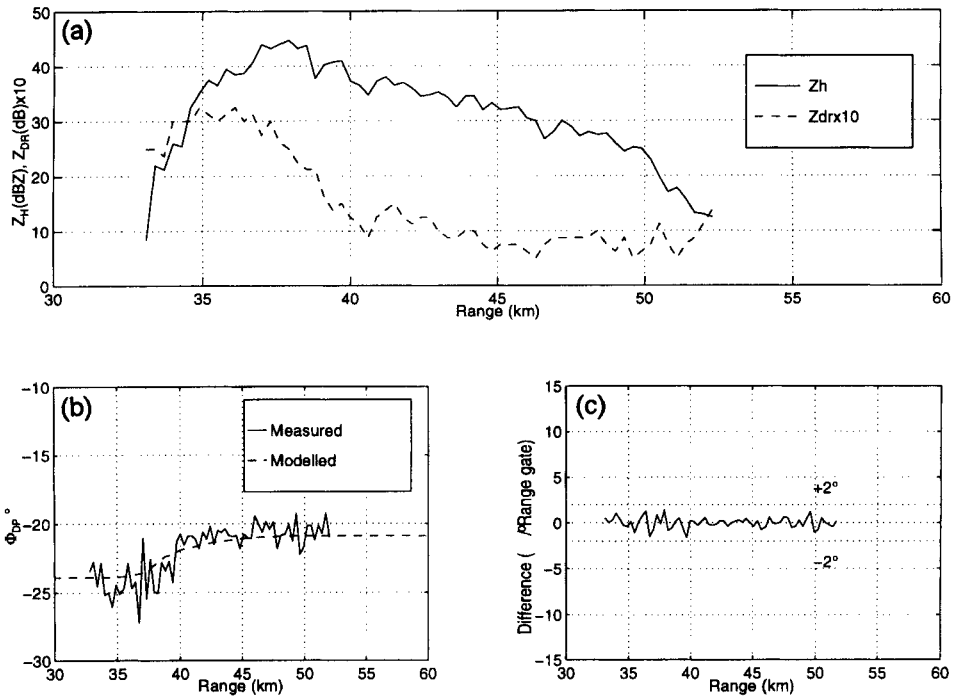 (a)
50
40
30
20
10
0
Z_H(dBZ), Z_DR(dB)x10
Zh
Zdrx10
30 35 40 45 50 55 60
Range (km)
(b)
-10
-15
-20
-25
-30
Φ_DP °
Measured
Modelled
30 35 40 45 50 55 60
Range (km)
(c)
15
10
5
0
-5
-10
-15
Difference ( /Range gate)
+2°
-2°
30 35 40 45 50 55 60
Range (km)